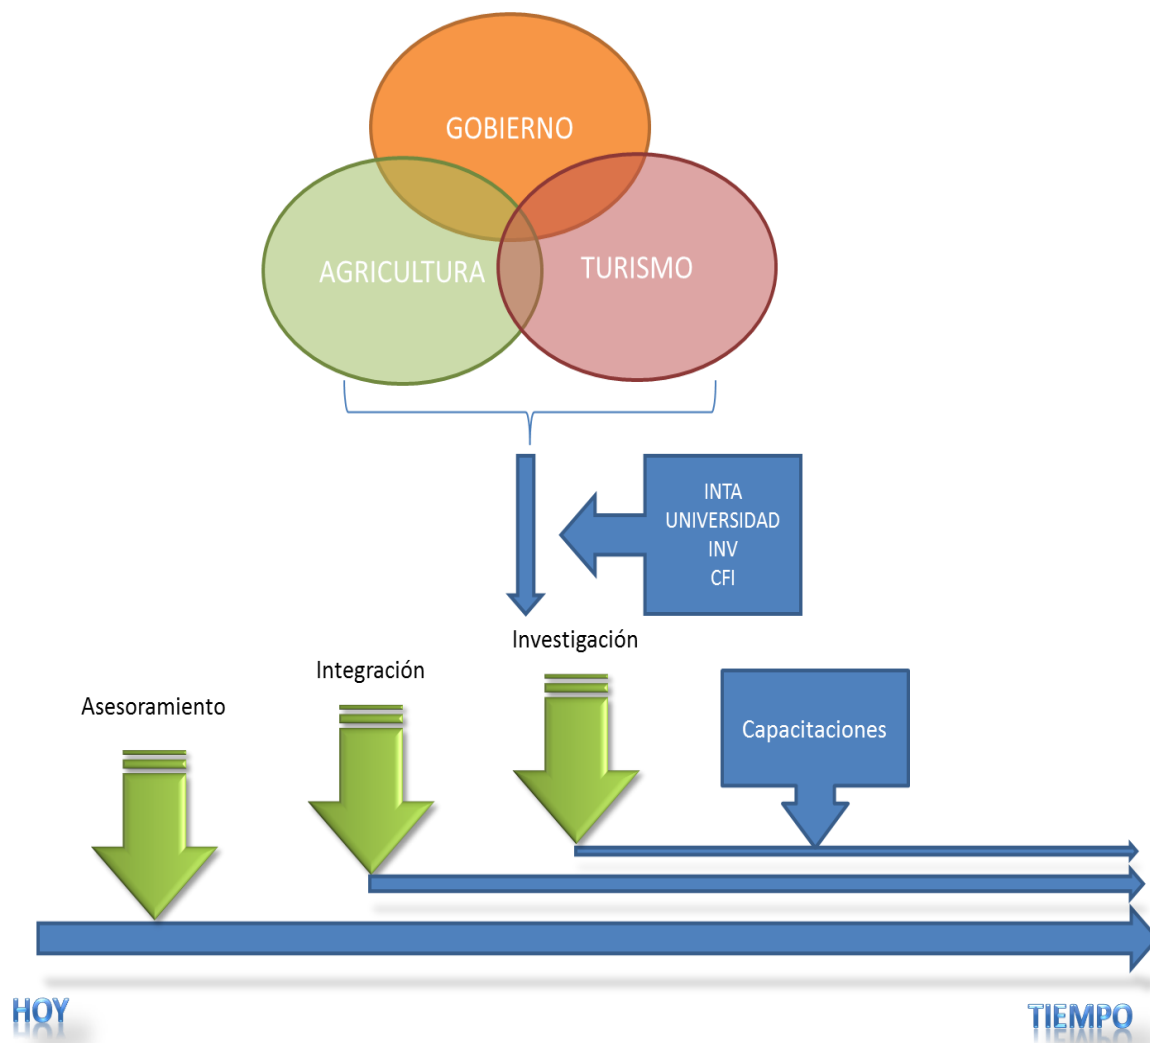 GOBIERNO
AGRICULTURA
TURISMO
INTA
UNIVERSIDAD
INV
CFI
Investigación
Integración
Asesoramiento
Capacitaciones
HOY
TIEMPO